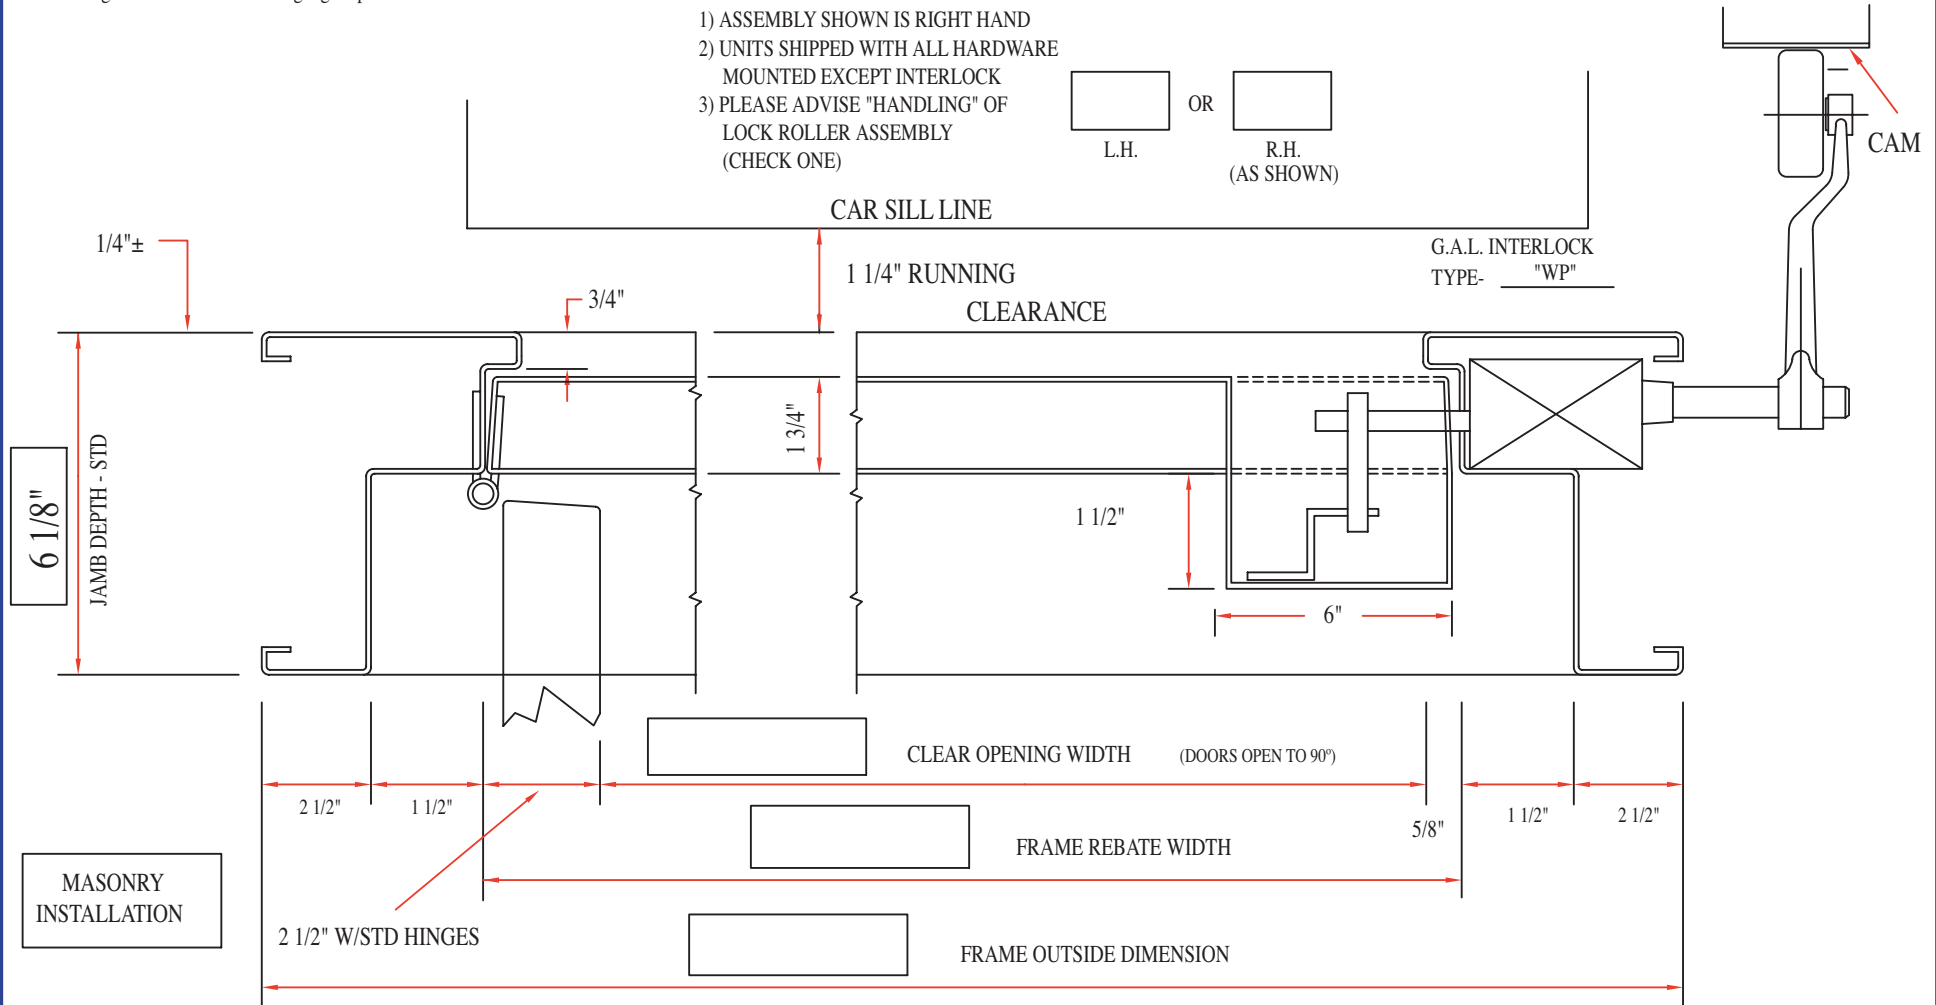 1) ASSEMBLY SHOWN IS RIGHT HAND
2) UNITS SHIPPED WITH ALL HARDWARE
MOUNTED EXCEPT INTERLOCK
3) PLEASE ADVISE "HANDLING" OF
LOCK ROLLER ASSEMBLY
(CHECK ONE)
OR
L.H.
R.H.
(AS SHOWN)
CAM
CAR SILL LINE
1/4"±
1 1/4" RUNNING
CLEARANCE
G.A.L. INTERLOCK
TYPE- "WP"
3/4"
1 3/4"
6 1/8"
JAMB DEPTH - STD
1 1/2"
6"
CLEAR OPENING WIDTH (DOORS OPEN TO 90º)
2 1/2"
1 1/2"
5/8"
1 1/2"
2 1/2"
FRAME REBATE WIDTH
MASONRY
INSTALLATION
2 1/2" W/STD HINGES
FRAME OUTSIDE DIMENSION